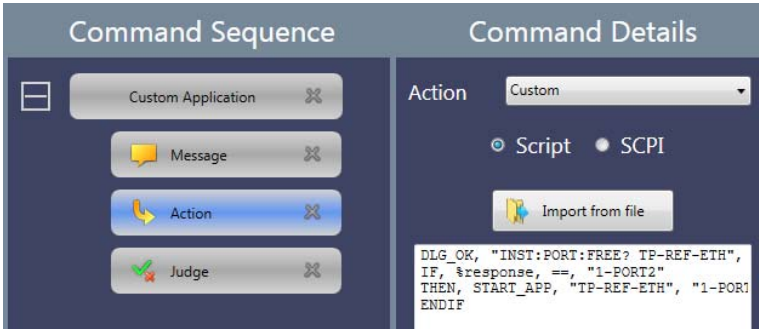 Command Sequence
Custom Application
Message
Action
Judge
Command Details
Action
Custom
Script
SCPI
Import from file
DLG_OK, "INST:PORT:FREE? TP-REF-ETH",
IF, %response, ==, "1-PORT2"
THEN, START_APP, "TP-REF-ETH", "1-PORT
ENDIF